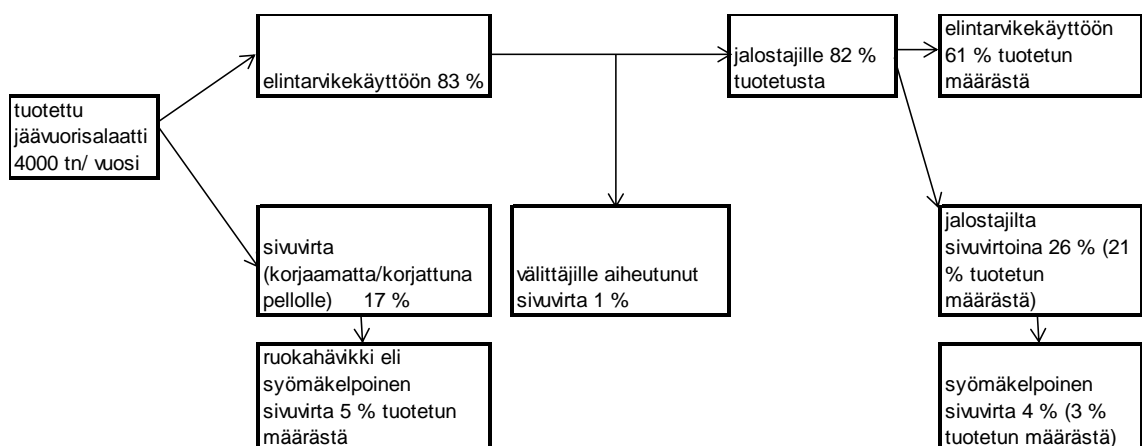 tuotettu
jäävuorisalaatti
4000 tn/ vuosi
elintarvikekäyttöön 83 %
sivuvirta
(korjaamatta/korjattuna
pellolle) 17 %
ruokahävikki eli
syömäkelpoinen
sivuvirta 5 % tuotetun
määrästä
välittäjille aiheutunut
sivuvirta 1 %
jalostajille 82 %
tuotetusta
elintarvikekäyttöön
61 % tuotetun
määrästä
jalostajilta
sivuvirtoina 26 % (21
% tuotetun
määrästä)
syömäkelpoinen
sivuvirta 4 % (3 %
tuotetun määrästä)